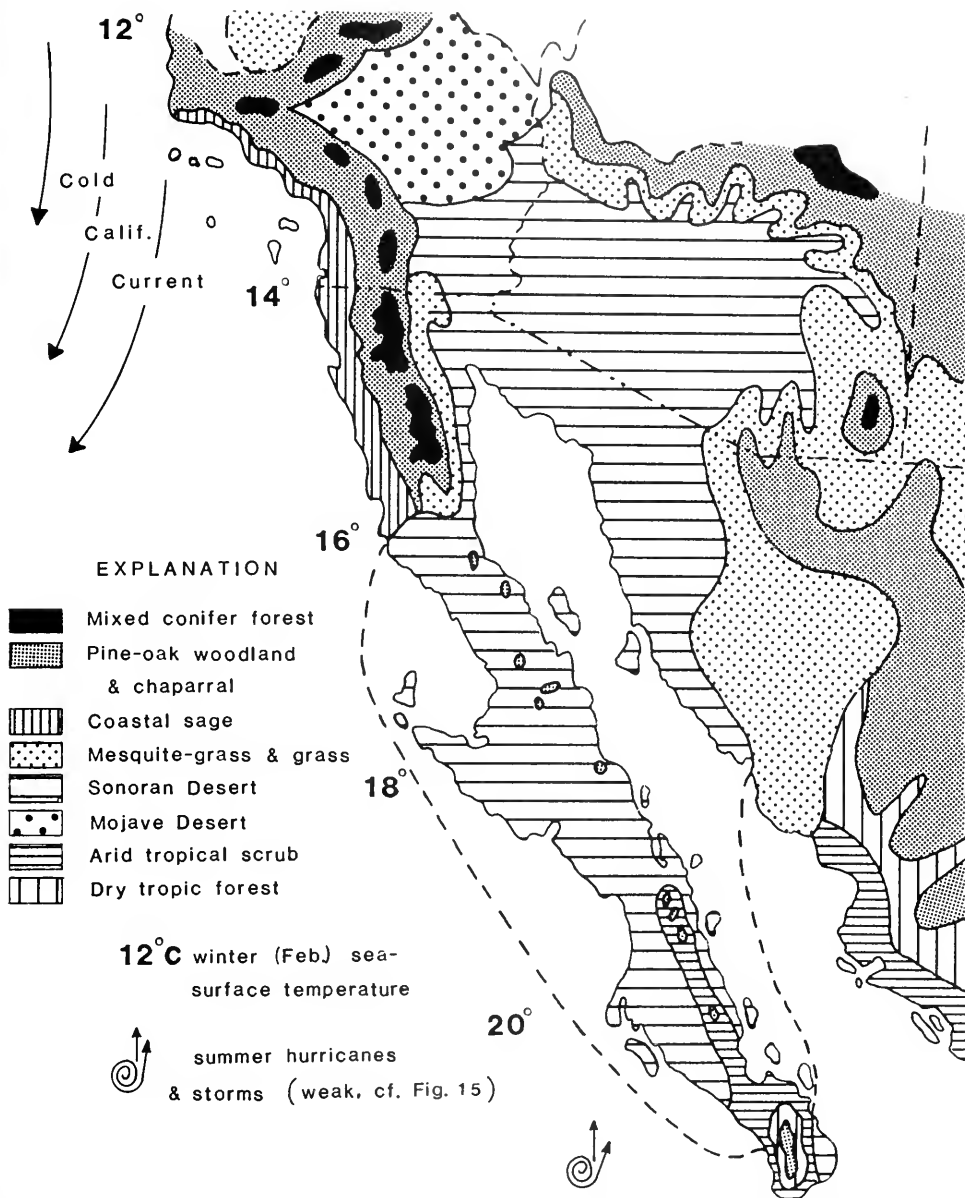 12°
Cold
Calif.
Current
14°
16°
EXPLANATION
Mixed conifer forest
Pine-oak woodland
& chaparral
Coastal sage
Mesquite-grass & grass
18°
Sonoran Desert
Mojave Desert
Arid tropical scrub
Dry tropic forest
12°C winter (Feb.) sea-
surface temperature
20°
summer hurricanes
& storms (weak, cf. Fig. 15)